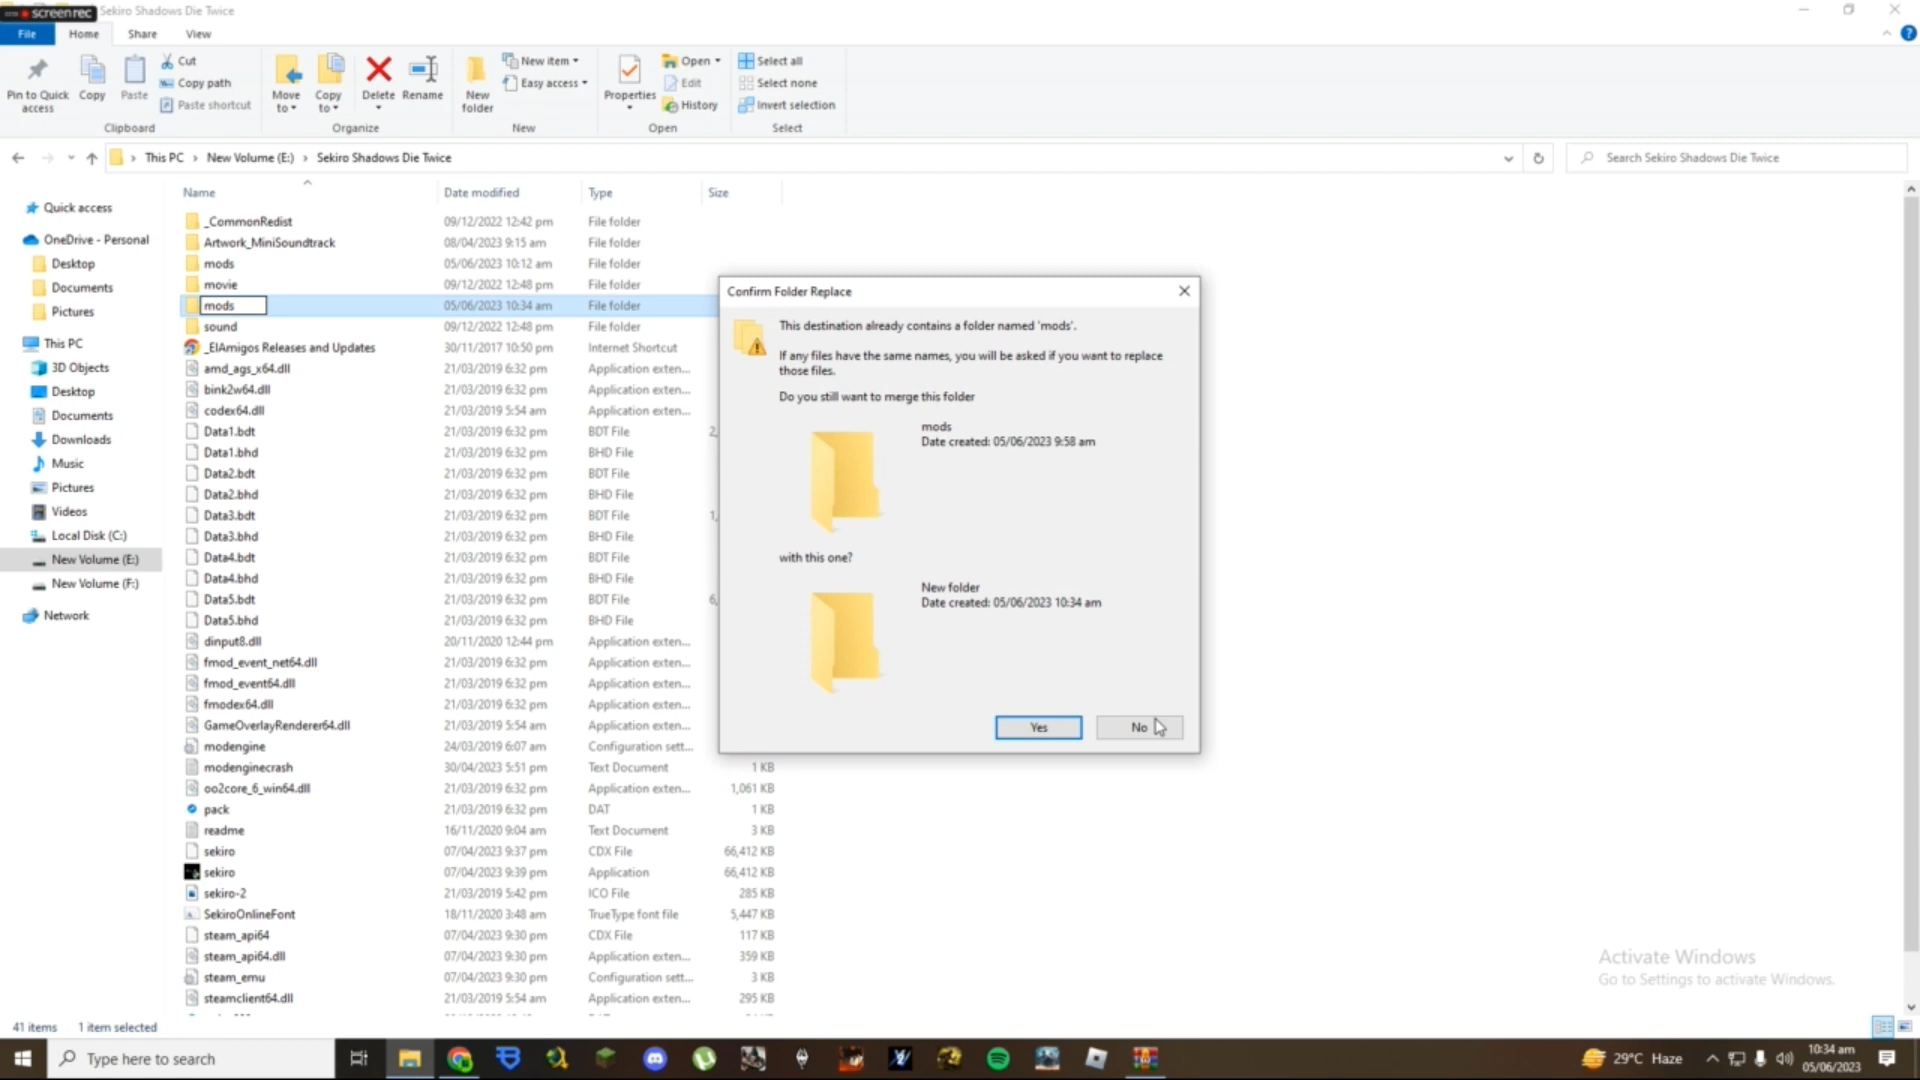 screenrec
Sekiro Shadows Die Twice
File
Home
Share
View
Pin to Quick access
Copy
Paste
Cut
Copy path
Paste shortcut
Clipboard
Move to
Copy to
Delete
Rename
Organize
New folder
New item
Easy access
New
Properties
Open
Edit
History
Open
Select all
Select none
Invert selection
Select
This PC › New Volume (E:) › Sekiro Shadows Die Twice
Search Sekiro Shadows Die Twice
Quick access
OneDrive - Personal
Desktop
Documents
Pictures
This PC
3D Objects
Desktop
Documents
Downloads
Music
Pictures
Videos
Local Disk (C:)
New Volume (E:)
New Volume (F:)
Network
Name Date modified Type Size
_CommonRedist 09/12/2022 12:42 pm File folder
Artwork_MiniSoundtrack 08/04/2023 9:15 am File folder
mods 05/06/2023 10:12 am File folder
movie 09/12/2022 12:48 pm File folder
mods 05/06/2023 10:34 am File folder
sound 09/12/2022 12:48 pm File folder
_ElAmigos Releases and Updates 30/11/2017 10:50 pm Internet Shortcut
amd_ags_x64.dll 21/03/2019 6:32 pm Application exten...
bink2w64.dll 21/03/2019 6:32 pm Application exten...
codex64.dll 21/03/2019 5:54 am Application exten...
Data1.bdt 21/03/2019 6:32 pm BDT File 2,
Data1.bhd 21/03/2019 6:32 pm BHD File
Data2.bdt 21/03/2019 6:32 pm BDT File
Data2.bhd 21/03/2019 6:32 pm BHD File
Data3.bdt 21/03/2019 6:32 pm BDT File 1,
Data3.bhd 21/03/2019 6:32 pm BHD File
Data4.bdt 21/03/2019 6:32 pm BDT File
Data4.bhd 21/03/2019 6:32 pm BHD File
Data5.bdt 21/03/2019 6:32 pm BDT File 6,
Data5.bhd 21/03/2019 6:32 pm BHD File
dinput8.dll 20/11/2020 12:44 pm Application exten...
fmod_event_net64.dll 21/03/2019 6:32 pm Application exten...
fmod_event64.dll 21/03/2019 6:32 pm Application exten...
fmodex64.dll 21/03/2019 6:32 pm Application exten...
GameOverlayRenderer64.dll 21/03/2019 5:54 am Application exten...
modengine 24/03/2019 6:07 am Configuration sett...
modenginecrash 30/04/2023 5:51 pm Text Document 1 KB
oo2core_6_win64.dll 21/03/2019 6:32 pm Application exten... 1,061 KB
pack 21/03/2019 6:32 pm DAT 1 KB
readme 16/11/2020 9:04 am Text Document 3 KB
sekiro 07/04/2023 9:37 pm CDX File 66,412 KB
sekiro 07/04/2023 9:39 pm Application 66,412 KB
sekiro-2 21/03/2019 5:42 pm ICO File 285 KB
SekiroOnlineFont 18/11/2020 3:48 am TrueType font file 5,447 KB
steam_api64 07/04/2023 9:30 pm CDX File 117 KB
steam_api64.dll 07/04/2023 9:30 pm Application exten... 359 KB
steam_emu 07/04/2023 9:30 pm Configuration sett... 3 KB
steamclient64.dll 21/03/2019 5:54 am Application exten... 295 KB
Confirm Folder Replace
This destination already contains a folder named 'mods'.
If any files have the same names, you will be asked if you want to replace
those files.
Do you still want to merge this folder
mods
Date created: 05/06/2023 9:58 am
with this one?
New folder
Date created: 05/06/2023 10:34 am
Yes
No
Activate Windows
Go to Settings to activate Windows.
41 items 1 item selected
Type here to search
29°C Haze
10:34 am
05/06/2023